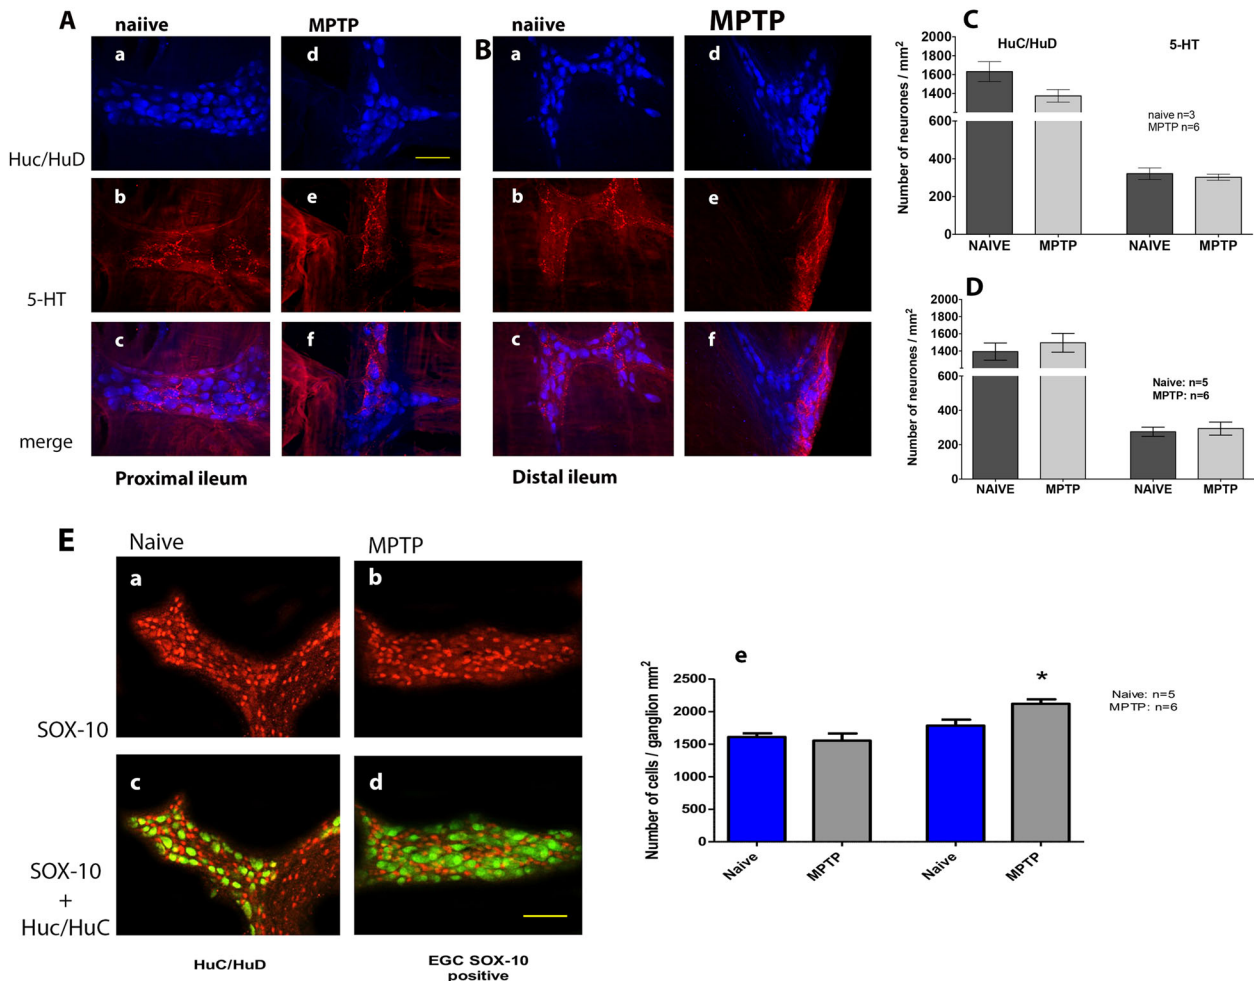 A
naiive
MPTP
a
d
Huc/HuD
b
e
5-HT
c
f
merge
Proximal ileum
B
naive
MPTP
a
d
b
e
c
f
Distal ileum
C
HuC/HuD
5-HT
Number of neurones / mm²
2000
1800
1600
1400
600
400
200
0
naive n=3
MPTP n=6
NAIVE
MPTP
NAIVE
MPTP
D
Number of neurones / mm²
2000
1800
1600
1400
600
400
200
0
Naive: n=5
MPTP: n=6
NAIVE
MPTP
NAIVE
MPTP
E
Naive
MPTP
a
b
SOX-10
c
d
SOX-10
+
Huc/HuC
HuC/HuD
EGC SOX-10
positive
e
Number of cells / ganglion mm²
2500
2000
1500
1000
500
0
*
Naive: n=5
MPTP: n=6
Naive
MPTP
Naive
MPTP